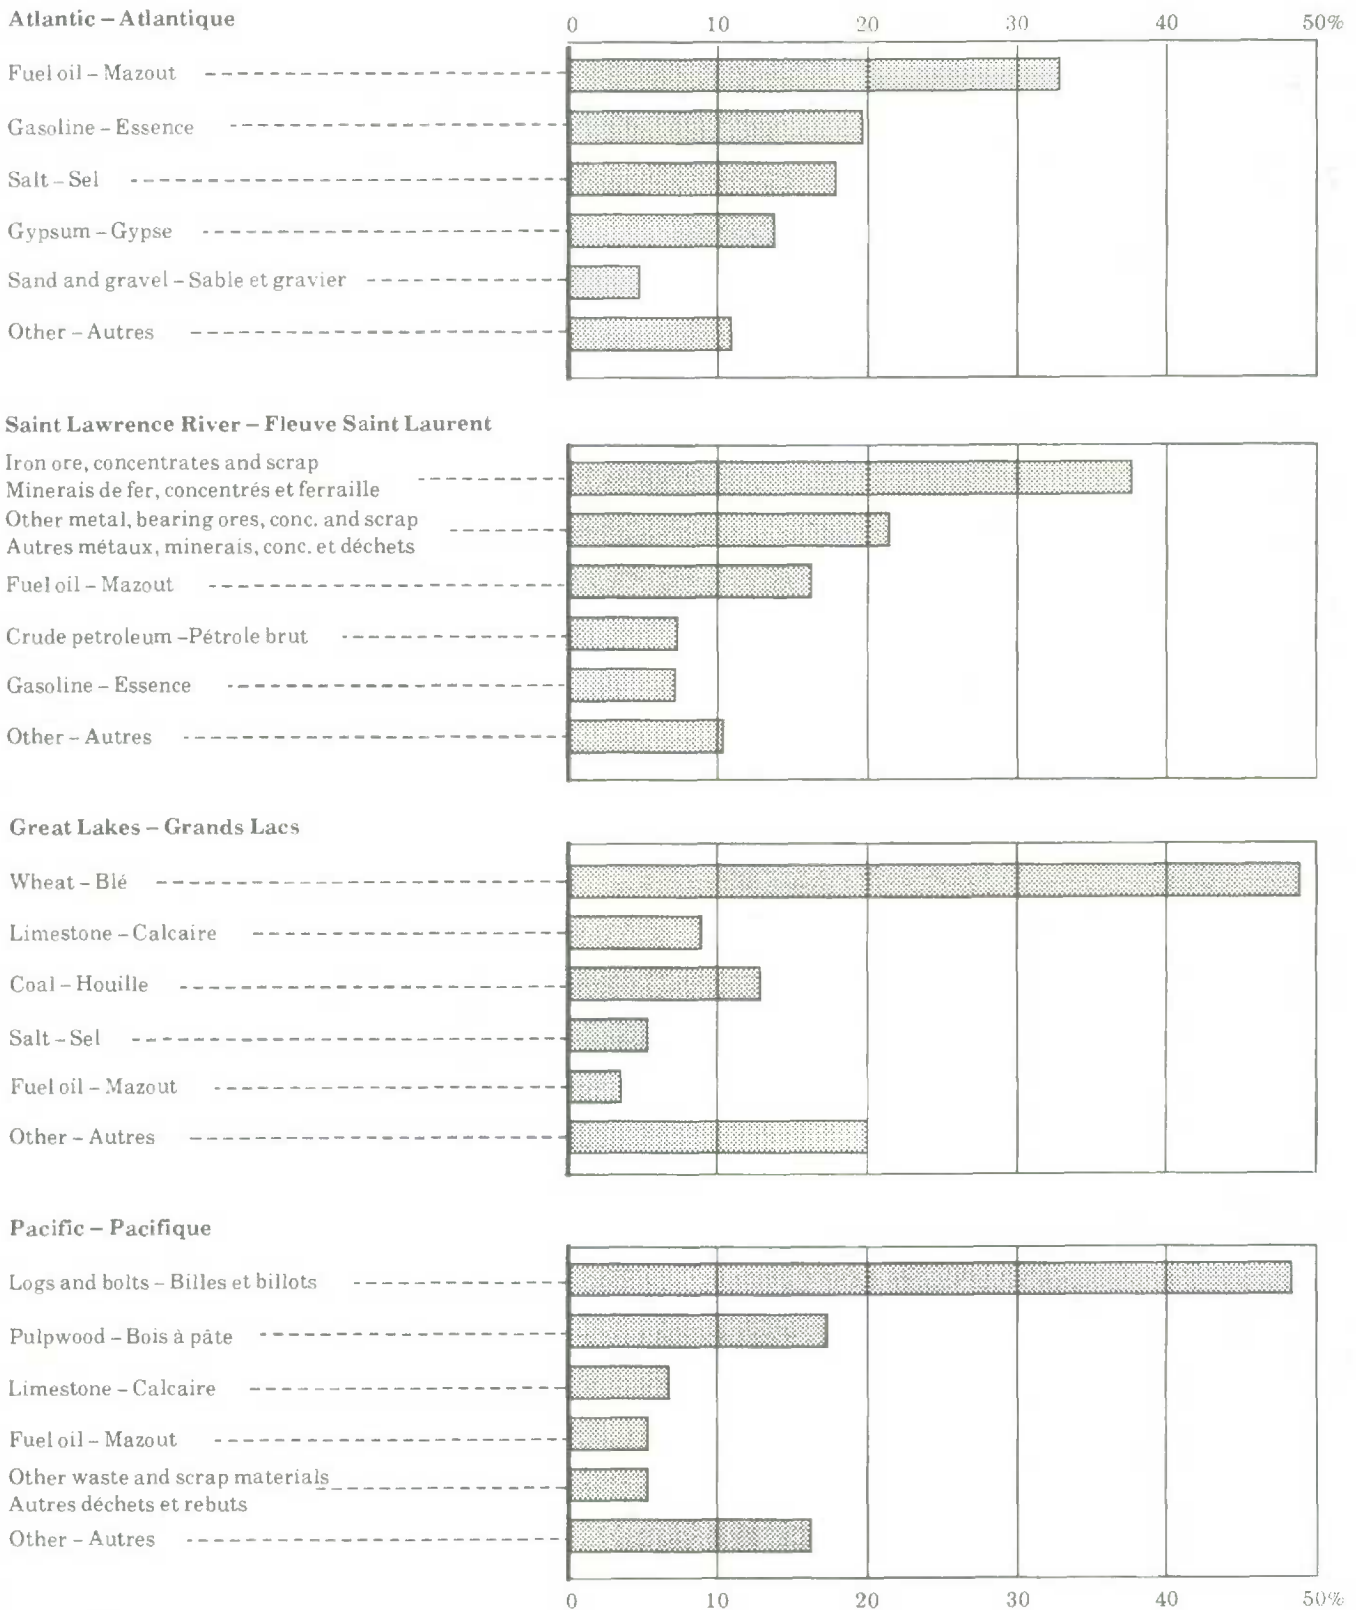 Atlantic – Atlantique
0 10 20 30 40 50%
Fuel oil – Mazout
Gasoline – Essence
Salt – Sel
Gypsum – Gypse
Sand and gravel – Sable et gravier
Other – Autres
Saint Lawrence River – Fleuve Saint Laurent
Iron ore, concentrates and scrap
Minerais de fer, concentrés et ferraille
Other metal, bearing ores, conc. and scrap
Autres métaux, minerais, conc. et déchets
Fuel oil – Mazout
Crude petroleum – Pétrole brut
Gasoline – Essence
Other – Autres
Great Lakes – Grands Lacs
Wheat – Blé
Limestone – Calcaire
Coal – Houille
Salt – Sel
Fuel oil – Mazout
Other – Autres
Pacific – Pacifique
Logs and bolts – Billes et billots
Pulpwood – Bois à pâte
Limestone – Calcaire
Fuel oil – Mazout
Other waste and scrap materials
Autres déchets et rebuts
Other – Autres
0 10 20 30 40 50%